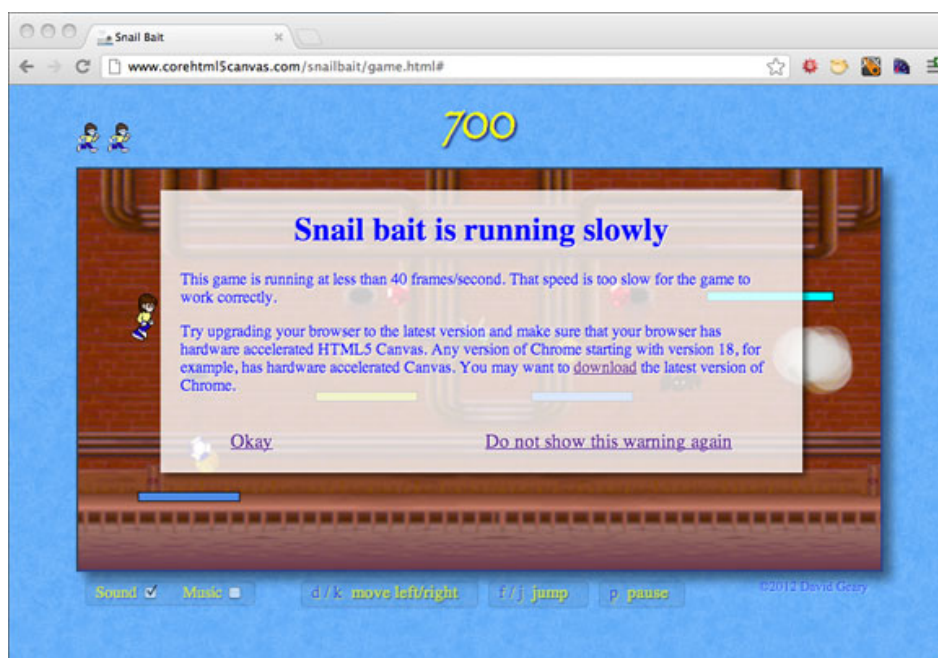 Snail Bait
www.corehtml5canvas.com/snailbait/game.html#
700
Snail bait is running slowly
This game is running at less than 40 frames/second. That speed is too slow for the game to
work correctly.
Try upgrading your browser to the latest version and make sure that your browser has
hardware accelerated HTML5 Canvas. Any version of Chrome starting with version 18, for
example, has hardware accelerated Canvas. You may want to download the latest version of
Chrome.
Okay Do not show this warning again
Sound Music d / k move left/right f / j jump p pause ©2012 David Geary